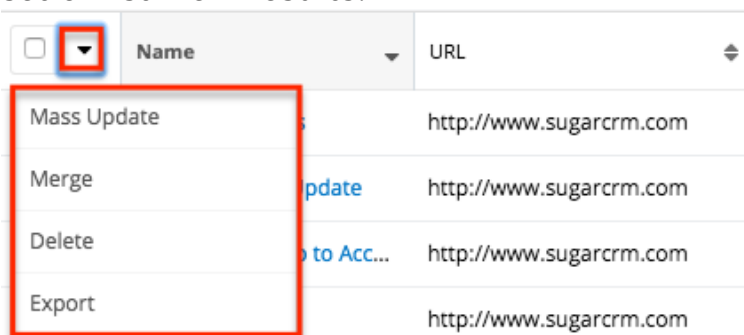 Name URL
Mass Update http://www.sugarcrm.com
Merge pdate http://www.sugarcrm.com
Delete to Acc... http://www.sugarcrm.com
Export http://www.sugarcrm.com